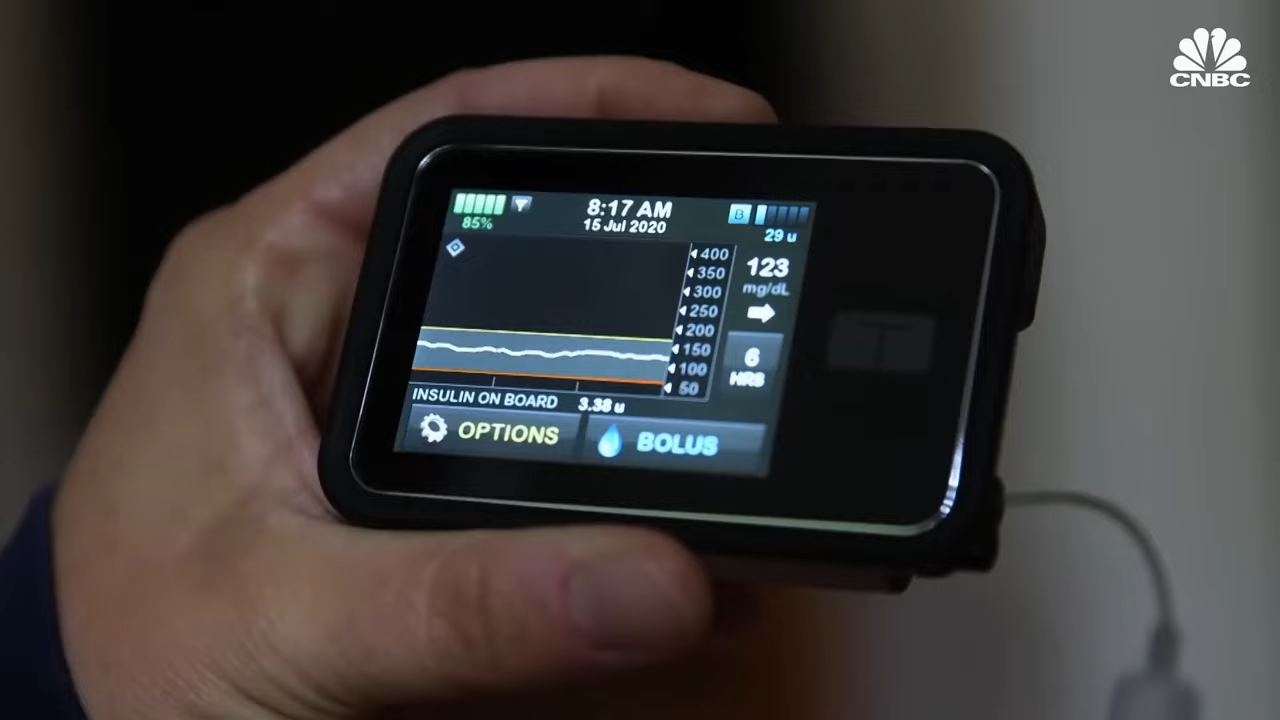 CNBC
85%
8:17 AM
15 Jul 2020
B
29 u
400
350
300
250
200
150
100
50
123
mg/dL
6
HRS
INSULIN ON BOARD 3.38 u
OPTIONS
BOLUS